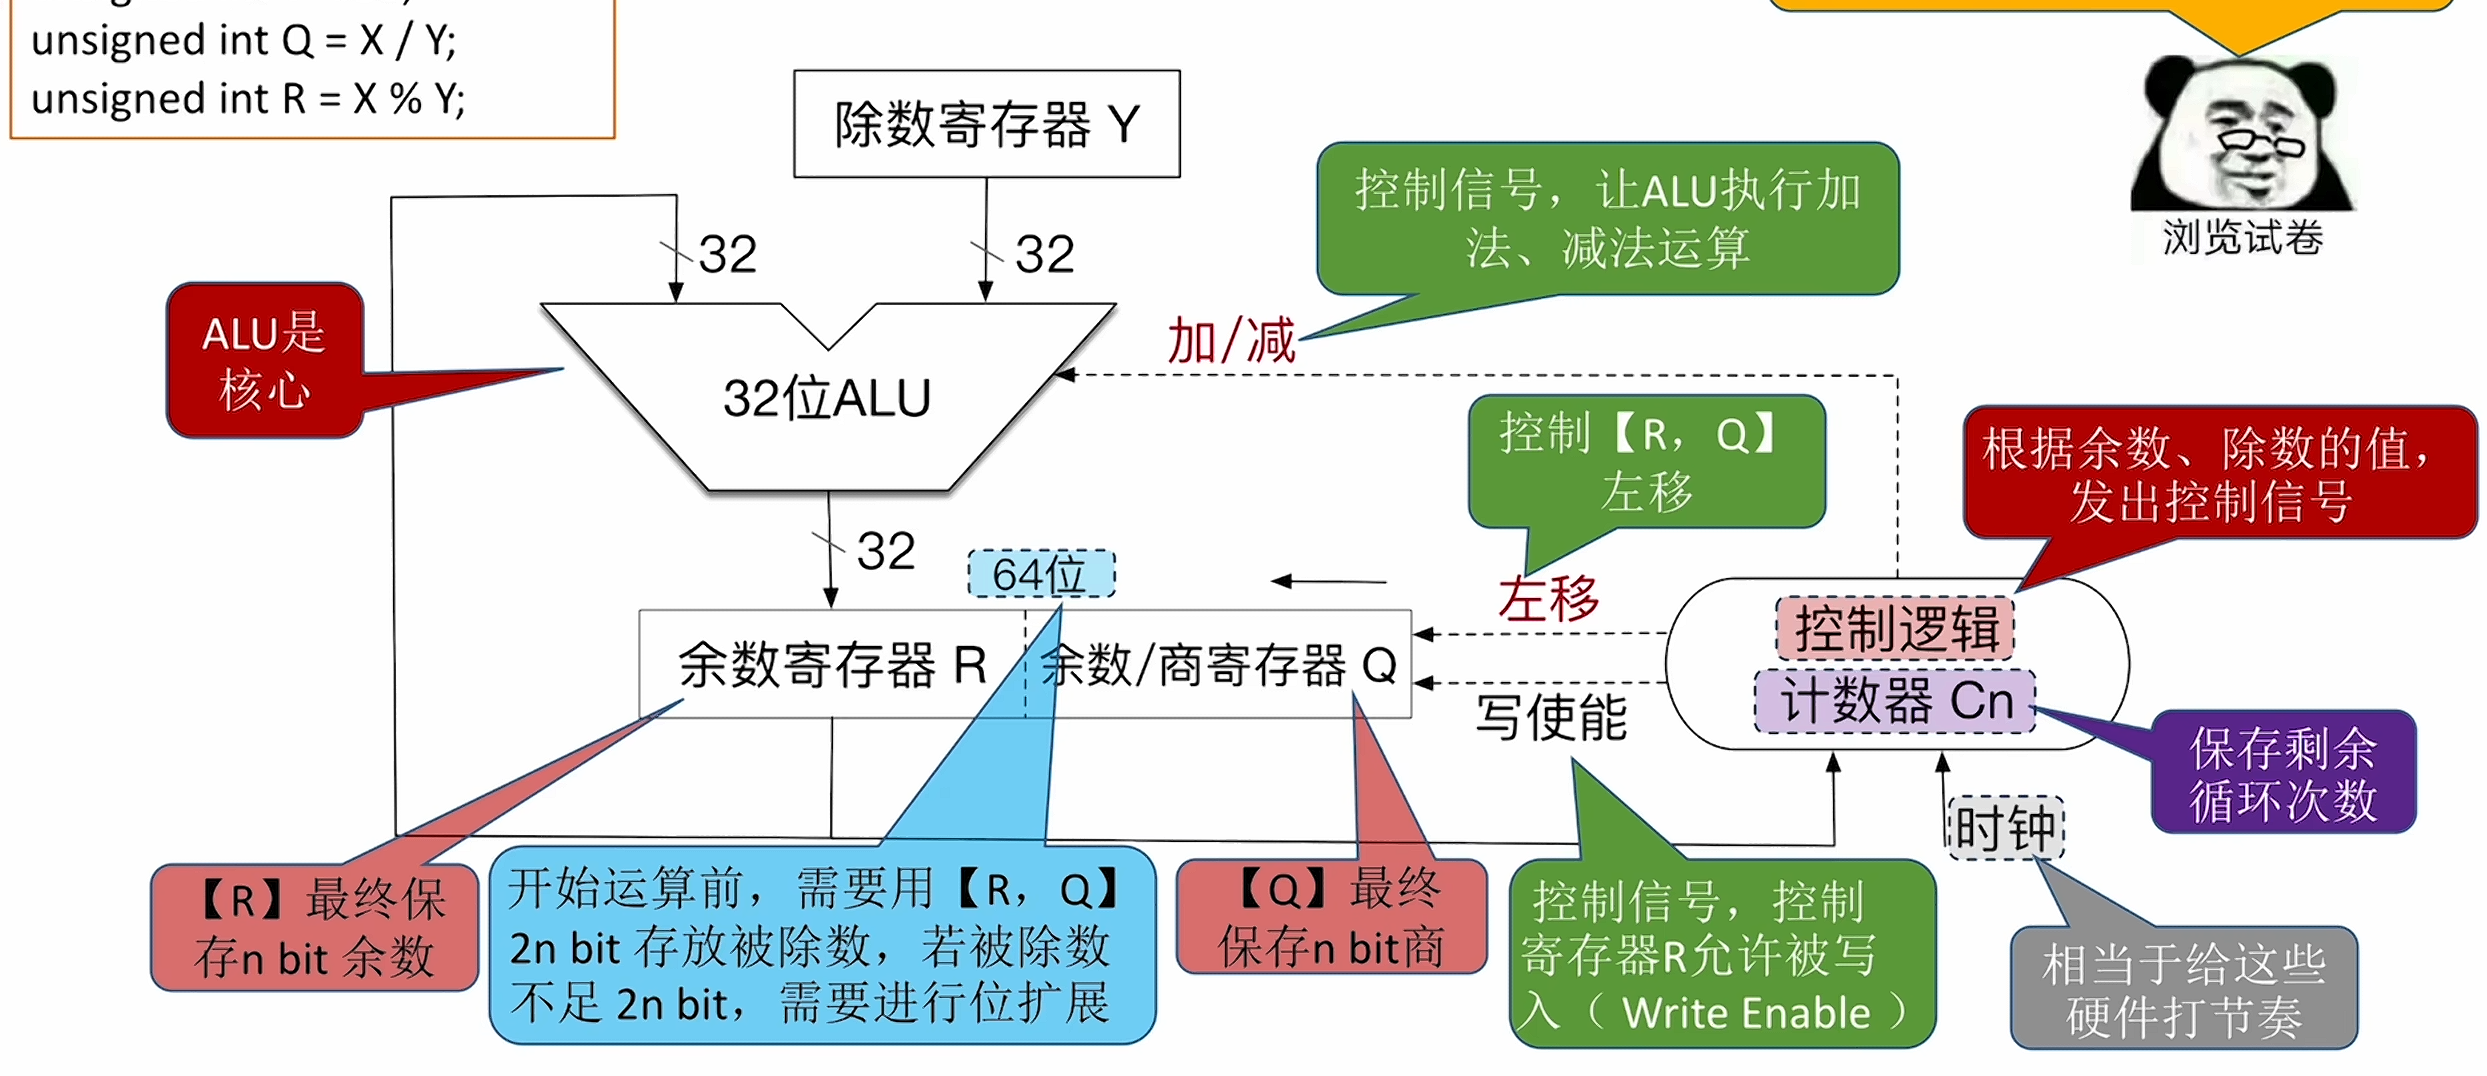 unsigned int Q = X / Y;
unsigned int R = X % Y;
除数寄存器 Y
浏览试卷
控制信号，让ALU执行加
法、减法运算
32
32
ALU是
核心
加/减
32位ALU
控制【R，Q】
左移
根据余数、除数的值，
发出控制信号
32
64位
左移
余数寄存器 R
余数/商寄存器 Q
控制逻辑
计数器 Cn
写使能
保存剩余
循环次数
时钟
【R】最终保
存n bit 余数
开始运算前，需要用【R，Q】
2n bit 存放被除数，若被除数
不足 2n bit，需要进行位扩展
【Q】最终
保存n bit商
控制信号，控制
寄存器R允许被写
入（ Write Enable ）
相当于给这些
硬件打节奏